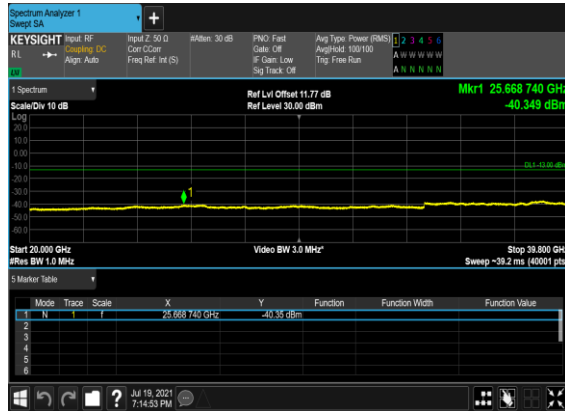 Spectrum Analyzer 1
Swept SA
+
KEYSIGHT Input: RF Input Z: 50 Ω #Atten: 30 dB PNO: Fast Avg Type: Power (RMS) 1 2 3 4 5 6
RL Coupling: DC Corr CCorr Gate: Off Avg|Hold: 100/100 A W W W W W
Align: Auto Freq Ref: Int (S) IF Gain: Low Trig: Free Run
Sig Track: Off A N N N N N
1 Spectrum Ref Lvl Offset 11.77 dB Mkr1 25.668 740 GHz
Scale/Div 10 dB Ref Level 30.00 dBm -40.349 dBm
Log
20.0
10.0
0.00
-10.0 DL1 -13.00 dBm
-20.0
-30.0 1
-40.0
-50.0
-60.0
Start 20.000 GHz Video BW 3.0 MHz* Stop 39.800 GHz
#Res BW 1.0 MHz Sweep ~39.2 ms (40001 pts
5 Marker Table
Mode Trace Scale X Y Function Function Width Function Value
1 N 1 f 25.668 740 GHz -40.35 dBm
2
3
4
5
6
? Jul 19, 2021
7:14:53 PM